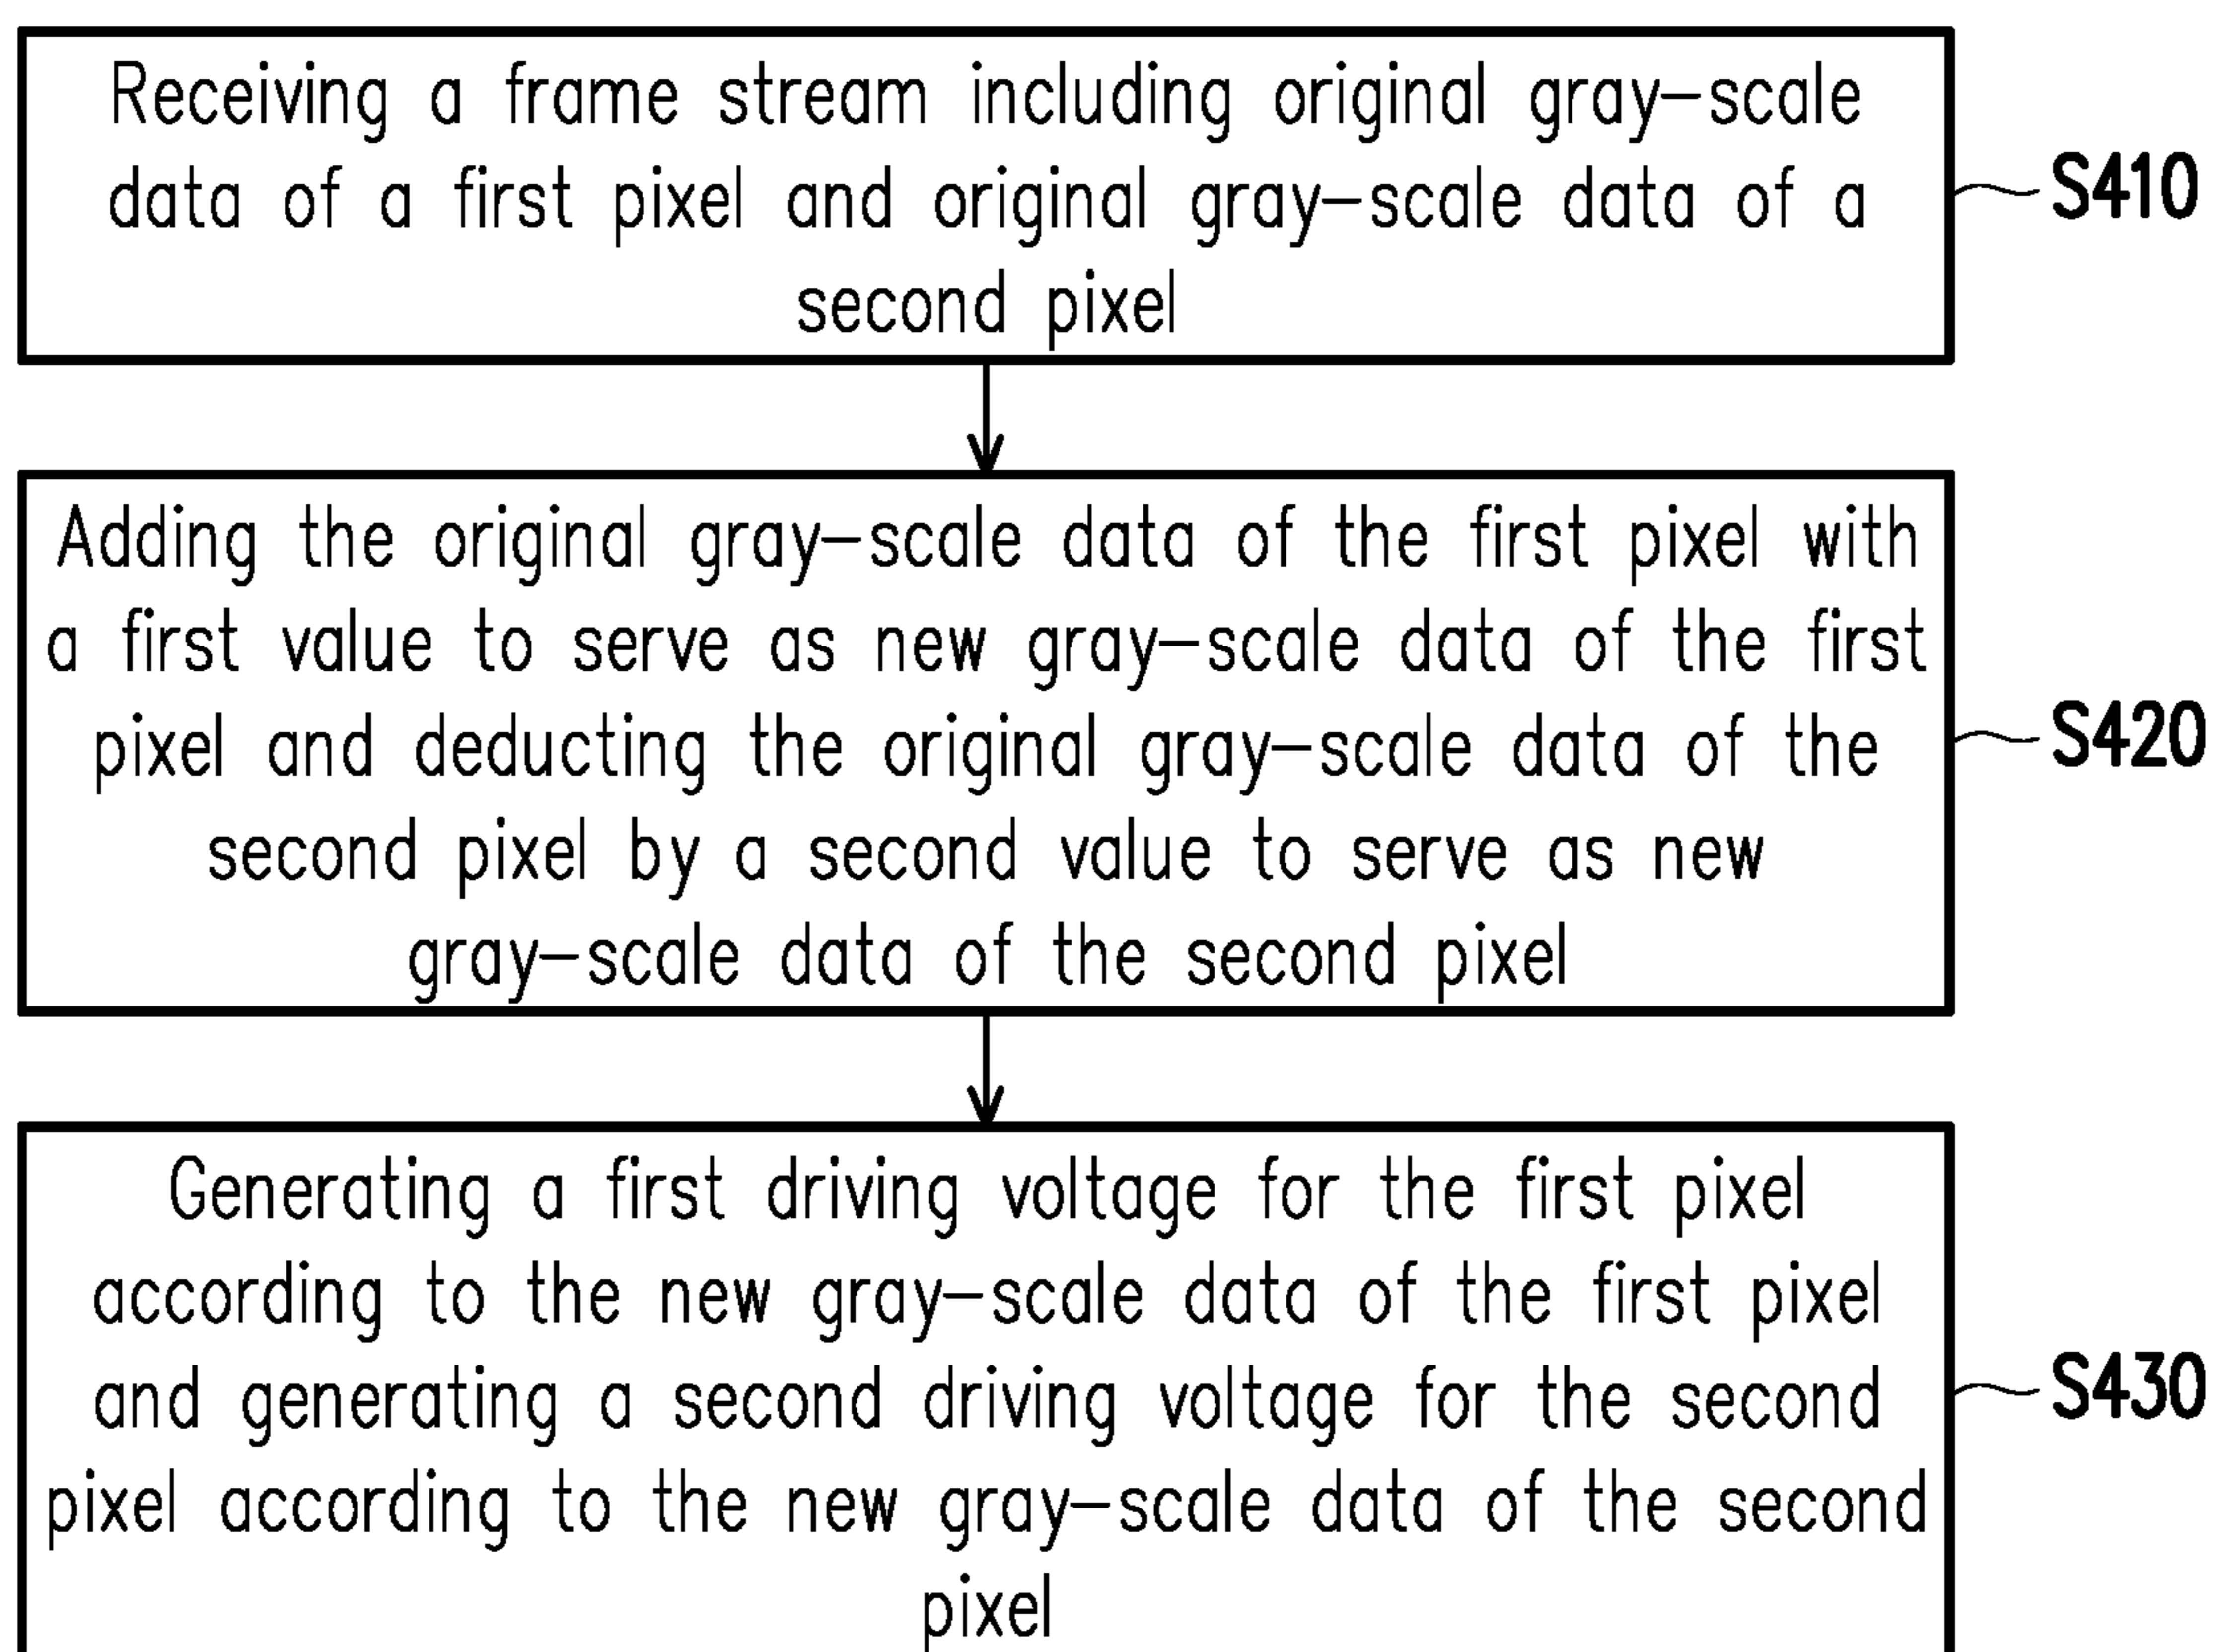 Receiving a frame stream including original gray-scale
data of a first pixel and original gray-scale data of a
second pixel
S410
Adding the original gray-scale data of the first pixel with
a first value to serve as new gray-scale data of the first
pixel and deducting the original gray-scale data of the
second pixel by a second value to serve as new
gray-scale data of the second pixel
S420
Generating a first driving voltage for the first pixel
according to the new gray-scale data of the first pixel
and generating a second driving voltage for the second
pixel according to the new gray-scale data of the second
pixel
S430